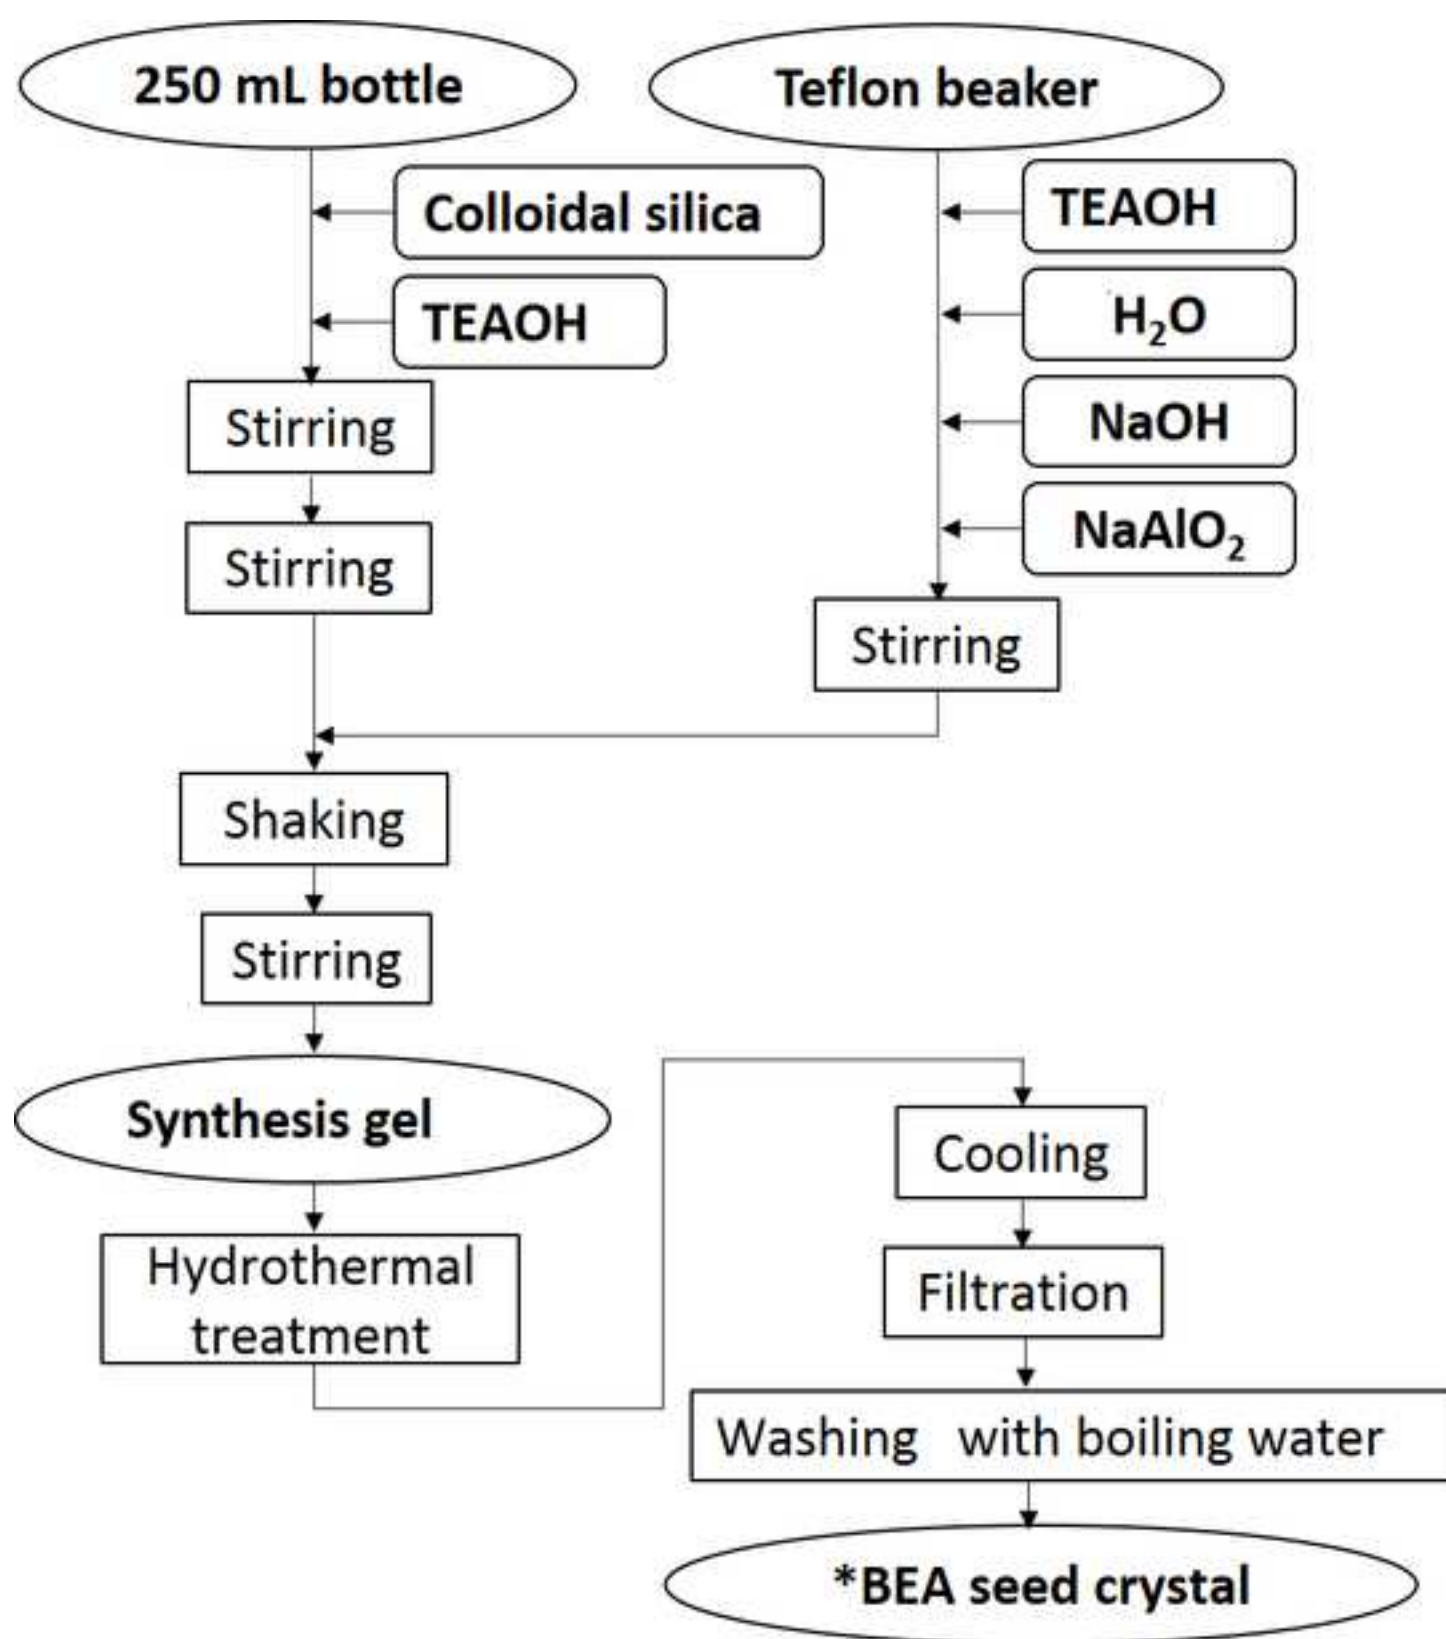 250 mL bottle
Teflon beaker
Colloidal silica
TEAOH
TEAOH
H₂O
NaOH
NaAlO₂
Stirring
Stirring
Stirring
Shaking
Stirring
Synthesis gel
Hydrothermal
treatment
Cooling
Filtration
Washing with boiling water
*BEA seed crystal